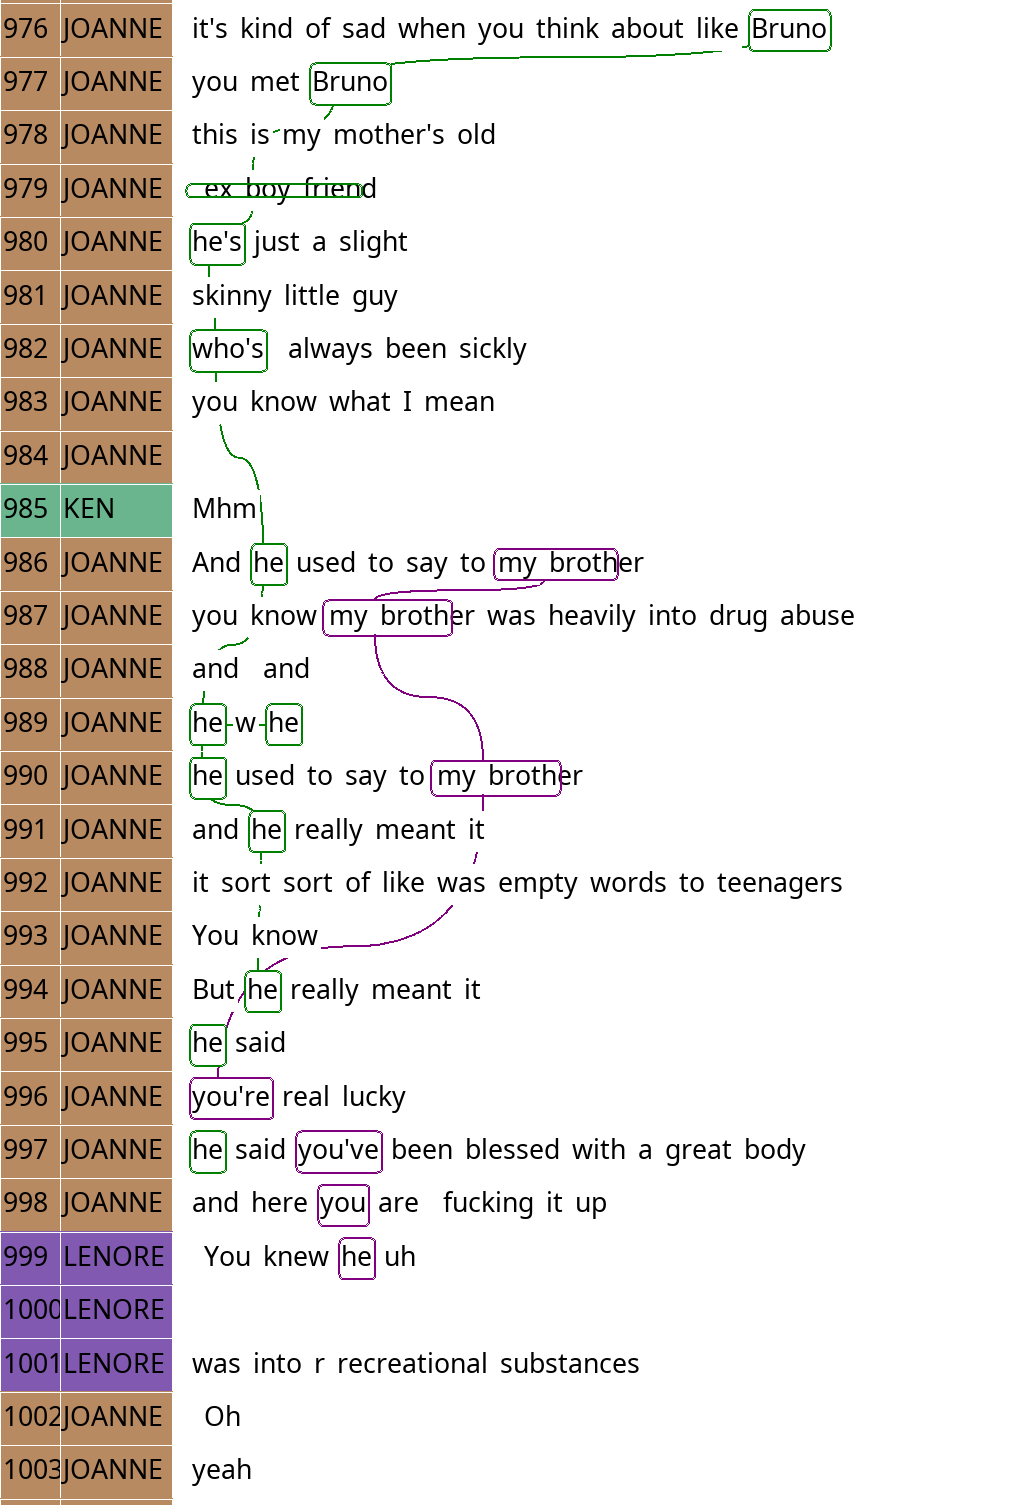 976 JOANNE it's kind of sad when you think about like Bruno
977 JOANNE you met Bruno
978 JOANNE this is my mother's old
979 JOANNE ex boy friend
980 JOANNE he's just a slight
981 JOANNE skinny little guy
982 JOANNE who's always been sickly
983 JOANNE you know what I mean
984 JOANNE
985 KEN Mhm
986 JOANNE And he used to say to my brother
987 JOANNE you know my brother was heavily into drug abuse
988 JOANNE and and
989 JOANNE he w he
990 JOANNE he used to say to my brother
991 JOANNE and he really meant it
992 JOANNE it sort sort of like was empty words to teenagers
993 JOANNE You know
994 JOANNE But he really meant it
995 JOANNE he said
996 JOANNE you're real lucky
997 JOANNE he said you've been blessed with a great body
998 JOANNE and here you are fucking it up
999 LENORE You knew he uh
1000 LENORE
1001 LENORE was into r recreational substances
1002 JOANNE Oh
1003 JOANNE yeah